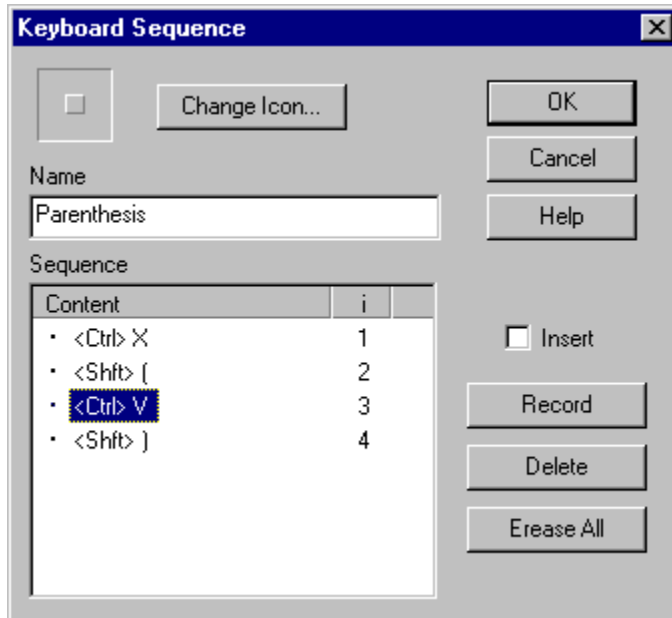 Keyboard Sequence
Change Icon...
OK
Cancel
Name
Parenthesis
Help
Sequence
Content i
<Ctrl> X 1
<Shft> ( 2
<Ctrl> V 3
<Shft> ) 4
Insert
Record
Delete
Erease All